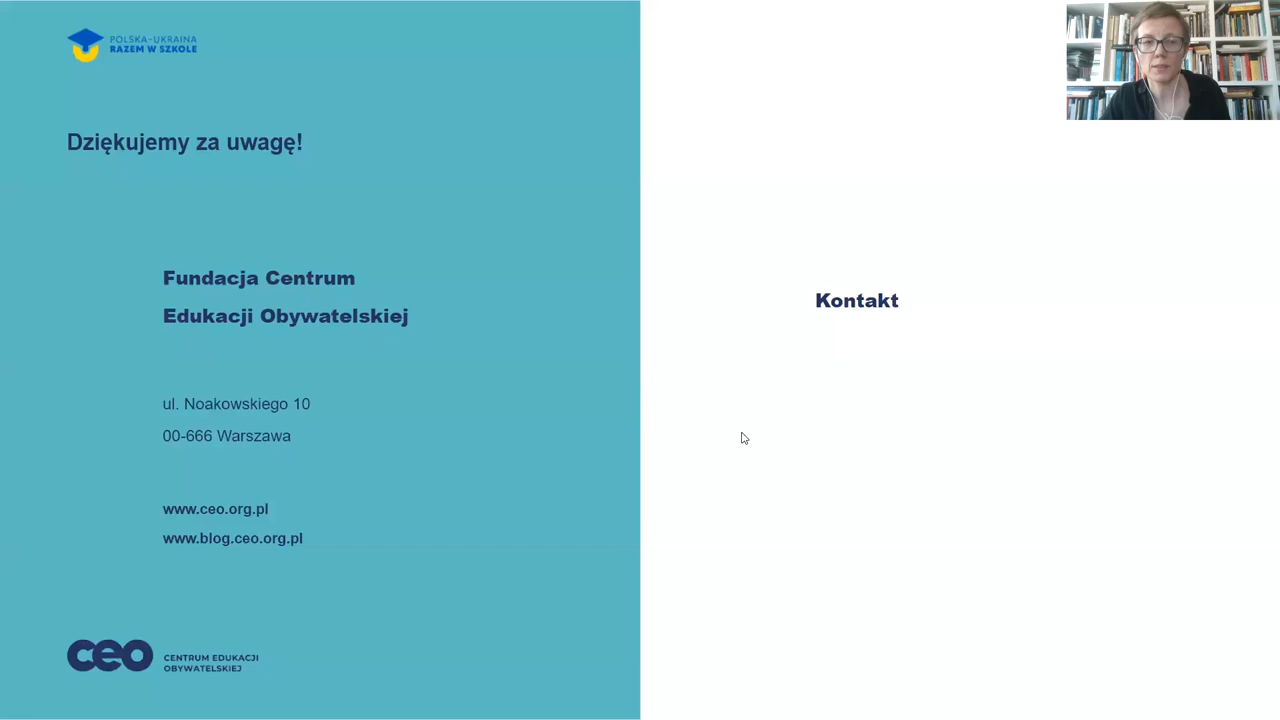 POLSKA-UKRAINA
RAZEM W SZKOLE
Dziękujemy za uwagę!
Fundacja Centrum
Edukacji Obywatelskiej
ul. Noakowskiego 10
00-666 Warszawa
www.ceo.org.pl
www.blog.ceo.org.pl
ceo
CENTRUM EDUKACJI
OBYWATELSKIEJ
Kontakt